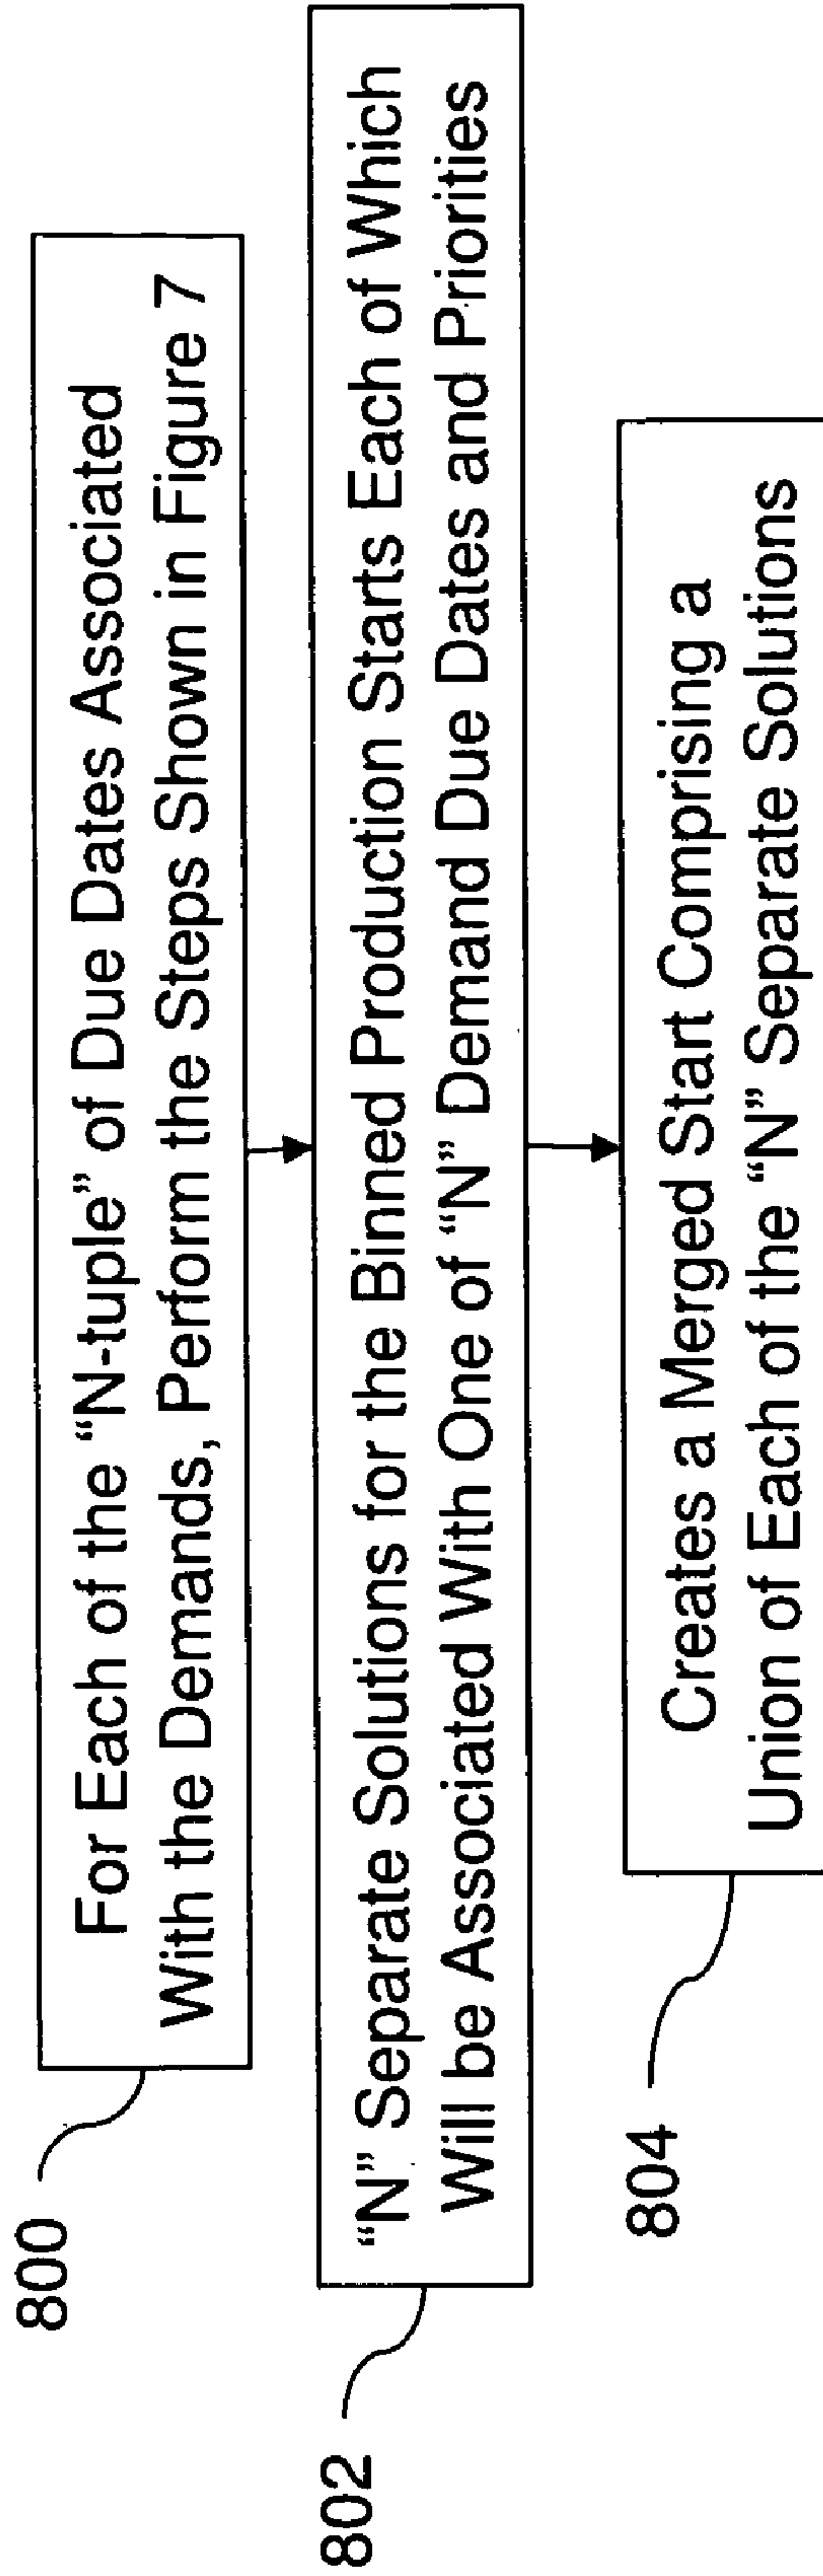 800
For Each of the “N-tuple” of Due Dates Associated
With the Demands, Perform the Steps Shown in Figure 7
802
“N” Separate Solutions for the Binned Production Starts Each of Which
Will be Associated With One of “N” Demand Due Dates and Priorities
804
Creates a Merged Start Comprising a
Union of Each of the “N” Separate Solutions